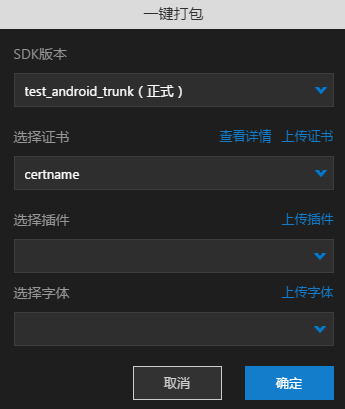 一键打包
SDK版本
test_android_trunk（正式）
选择证书 查看详情 上传证书
certname
选择插件 上传插件
选择字体 上传字体
取消 确定